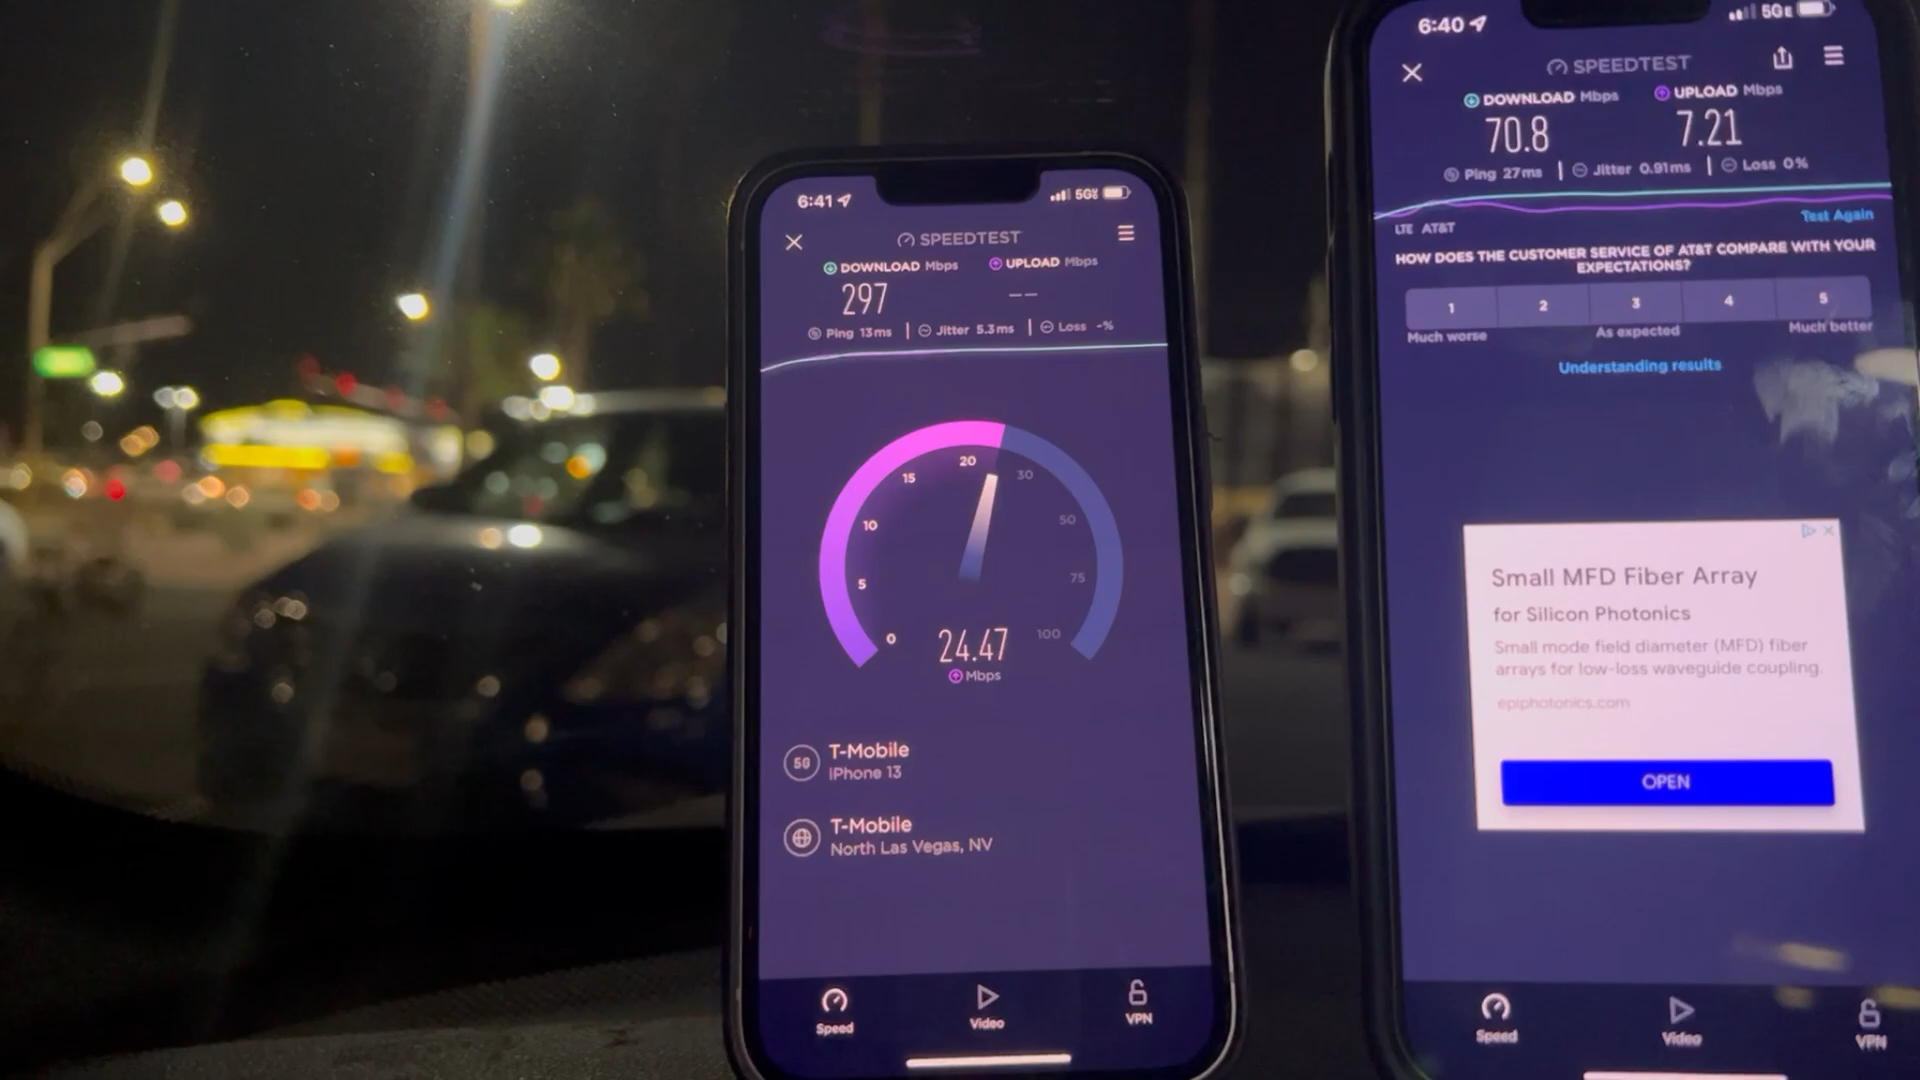 6:41
5G
SPEEDTEST
DOWNLOAD Mbps
UPLOAD Mbps
297
--
Ping 13ms | Jitter 5.3ms | Loss -%
0
5
10
15
20
30
50
75
100
24.47
Mbps
5G
T-Mobile
iPhone 13
T-Mobile
North Las Vegas, NV
Speed
Video
VPN
6:40
5GE
SPEEDTEST
DOWNLOAD Mbps
UPLOAD Mbps
70.8
7.21
Ping 27ms | Jitter 0.91ms | Loss 0%
Test Again
LTE AT&T
HOW DOES THE CUSTOMER SERVICE OF AT&T COMPARE WITH YOUR
EXPECTATIONS?
1 2 3 4 5
Much worse As expected Much better
Understanding results
Small MFD Fiber Array
for Silicon Photonics
Small mode field diameter (MFD) fiber
arrays for low-loss waveguide coupling.
epiphotonics.com
OPEN
Speed
Video
VPN